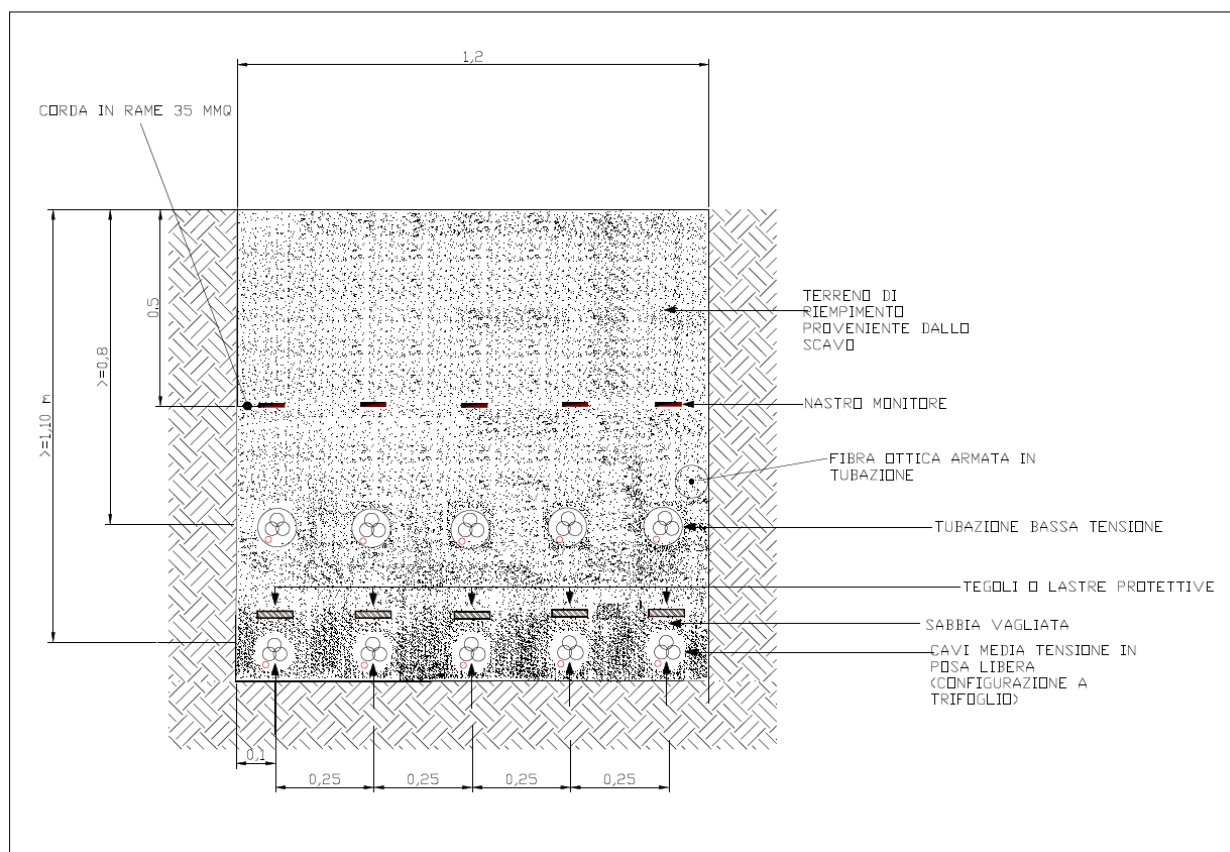 1,2
CORDA IN RAME 35 MMQ
0,5
>=0,8
>=1,10 m
TERRENO DI
RIEMPIMENTO
PROVENIENTE DALLO
SCAVO
NASTRO MONITORE
FIBRA OTTICA ARMATA IN
TUBAZIONE
TUBAZIONE BASSA TENSIONE
TEGOLI O LASTRE PROTETTIVE
SABBIA VAGLIATA
CAVI MEDIA TENSIONE IN
POSA LIBERA
(CONFIGURAZIONE A
TRIFOGLIO)
0,1
0,25
0,25
0,25
0,25